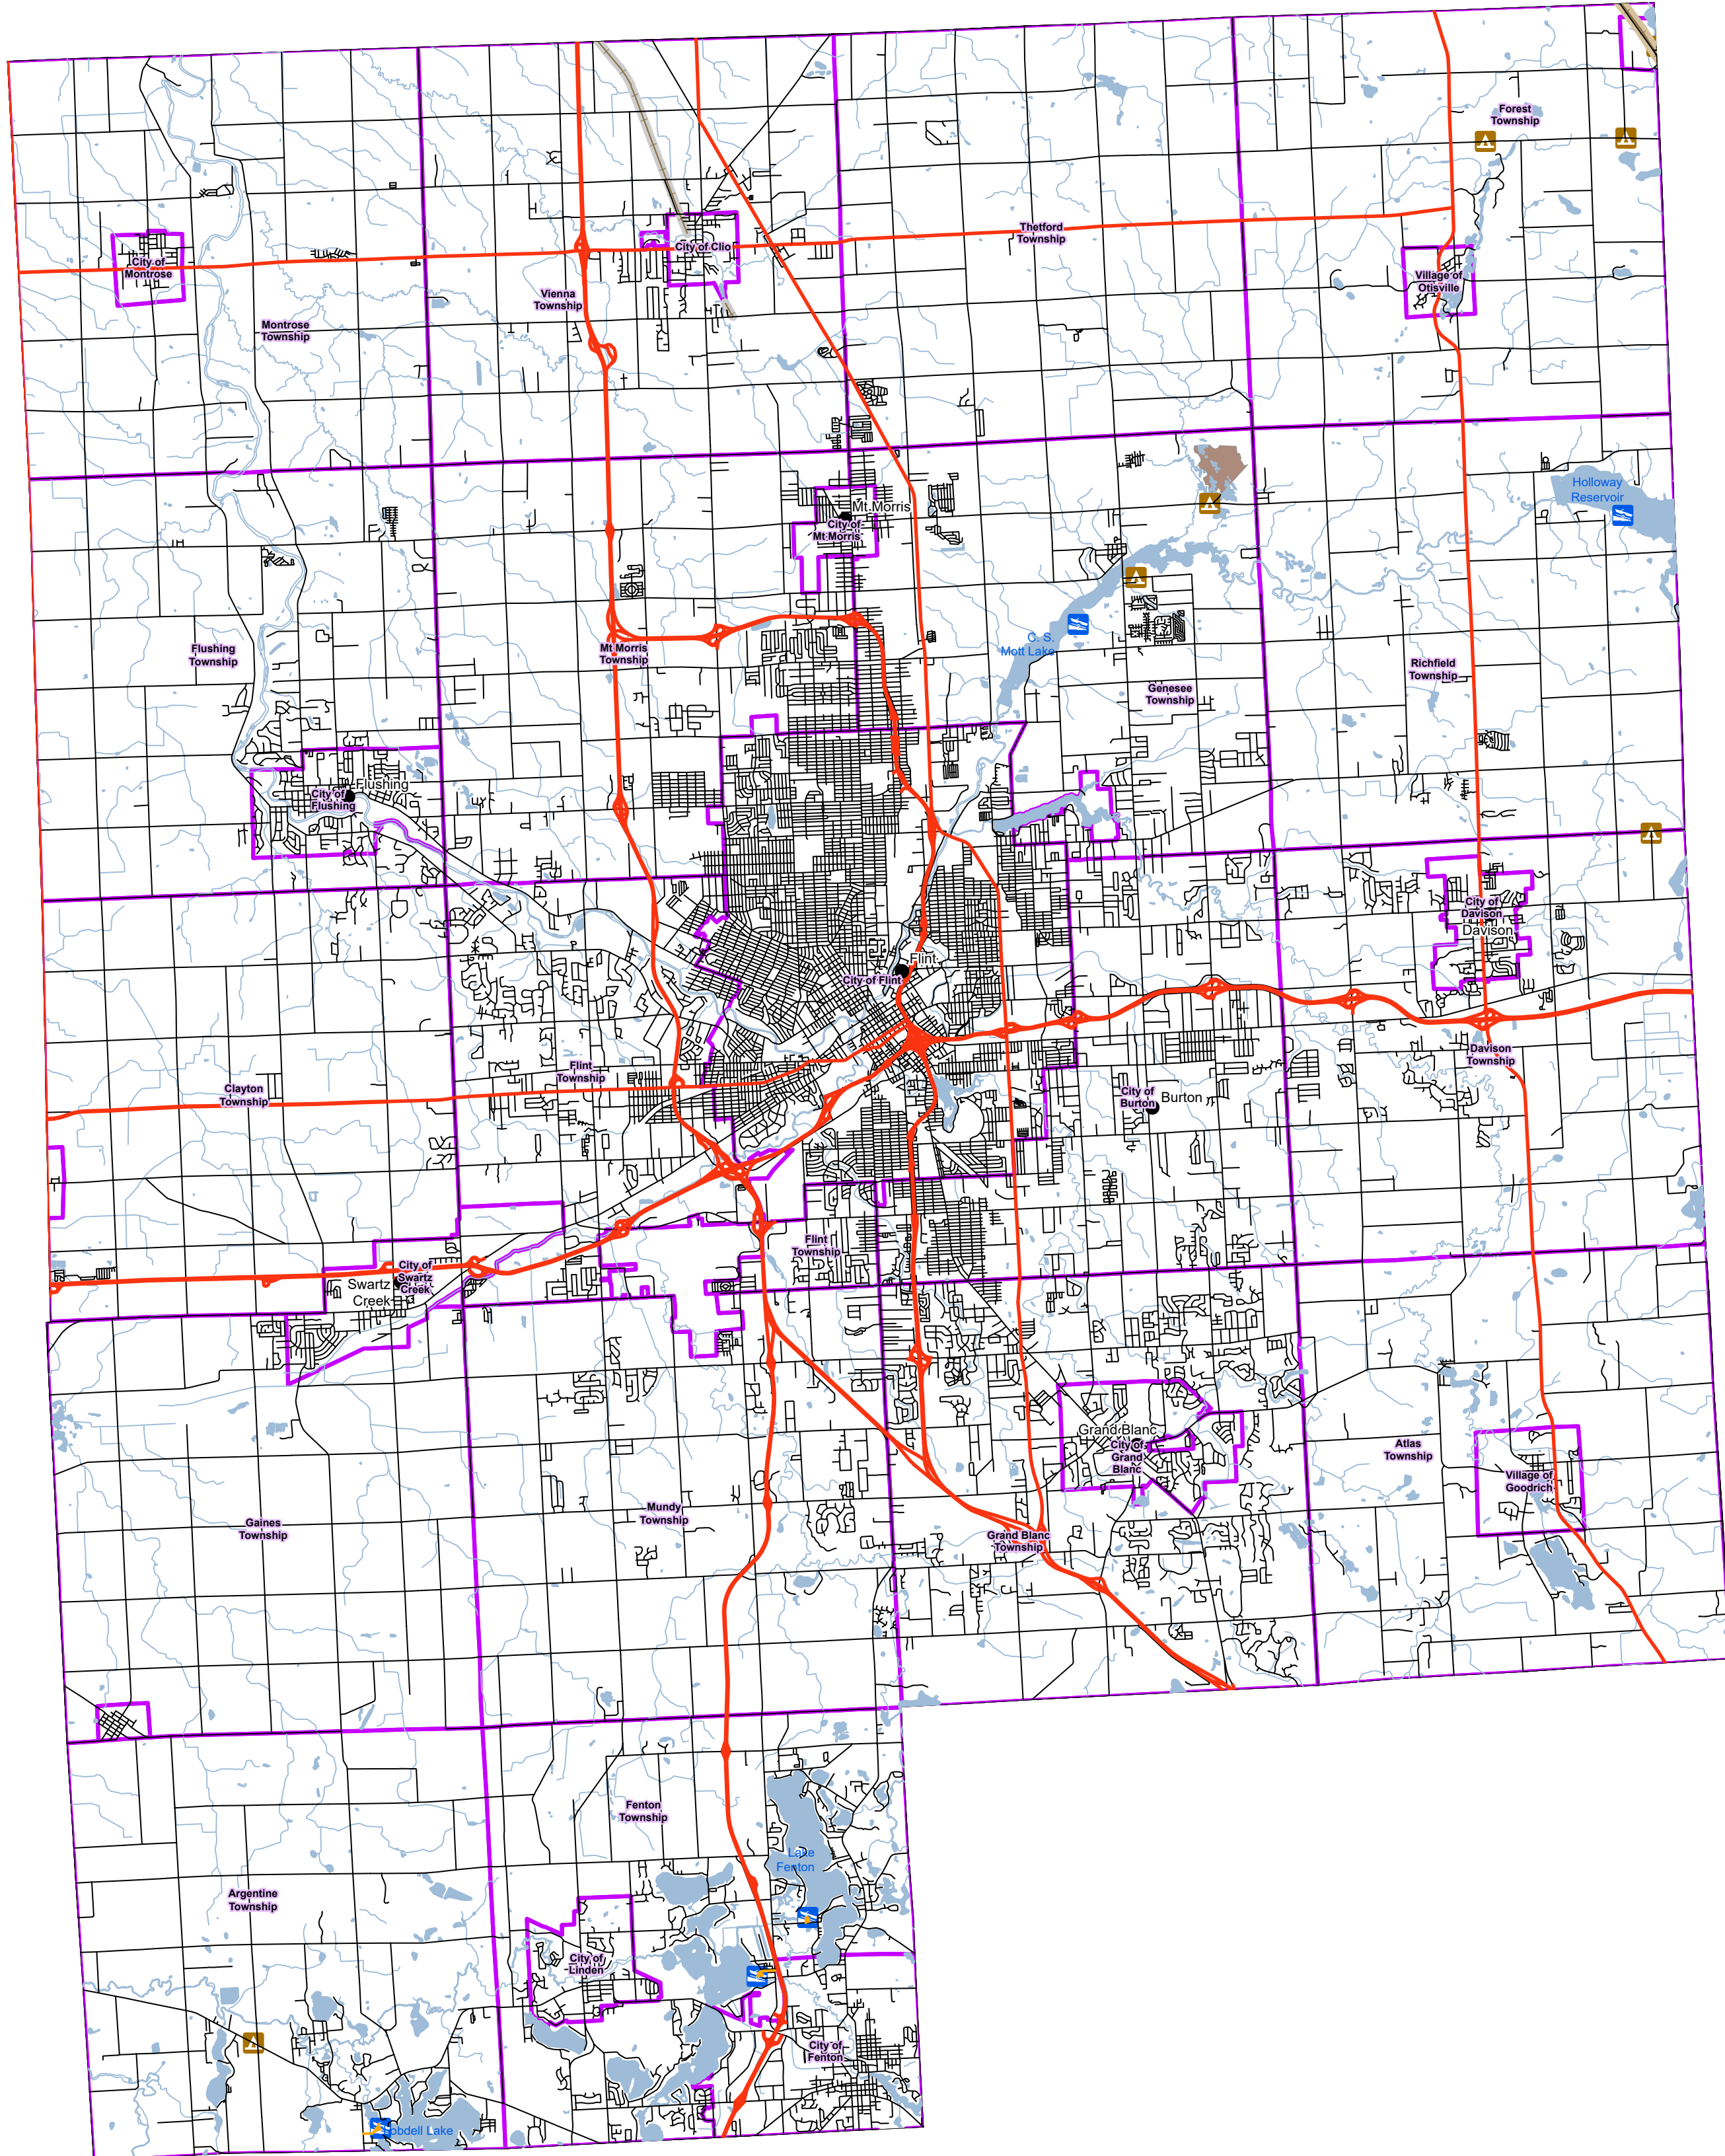 Forest
Township
Thetford
Township
City of Clio
City of
Montrose
Village of
Otisville
Vienna
Township
Montrose
Township
Holloway
Reservoir
Mt Morris
City of
Mt Morris
C. S.
Mott Lake
Flushing
Township
Mt Morris
Township
Richfield
Township
Genesee
Township
Flushing
City of
Flushing
City of
Davison
Davison
Flint
City of Flint
Davison
Township
Flint
Township
Clayton
Township
City of
Burton
Burton
Flint
Township
City of
Swartz
Creek
Swartz
Creek
Grand Blanc
City of
Grand
Blanc
Atlas
Township
Village of
Goodrich
Mundy
Township
Gaines
Township
Grand Blanc
Township
Fenton
Township
Lake
Fenton
Argentine
Township
City of
Linden
City of
Fenton
Lake